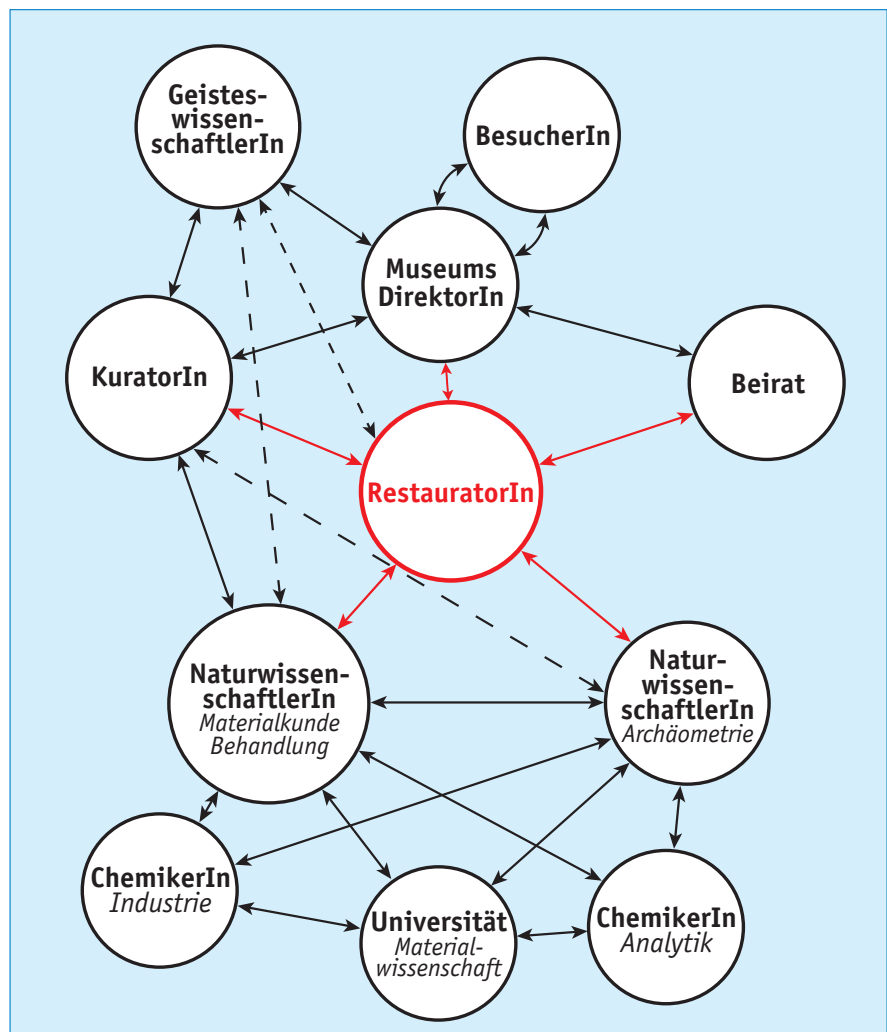 Geistes-
wissen-
schaftlerIn
BesucherIn
Museums
DirektorIn
KuratorIn
Beirat
RestauratorIn
Naturwissen-
schaftlerIn
Materialkunde
Behandlung
Natur-
wissen-
schaftlerIn
Archäometrie
ChemikerIn
Industrie
Universität
Material-
wissenschaft
ChemikerIn
Analytik